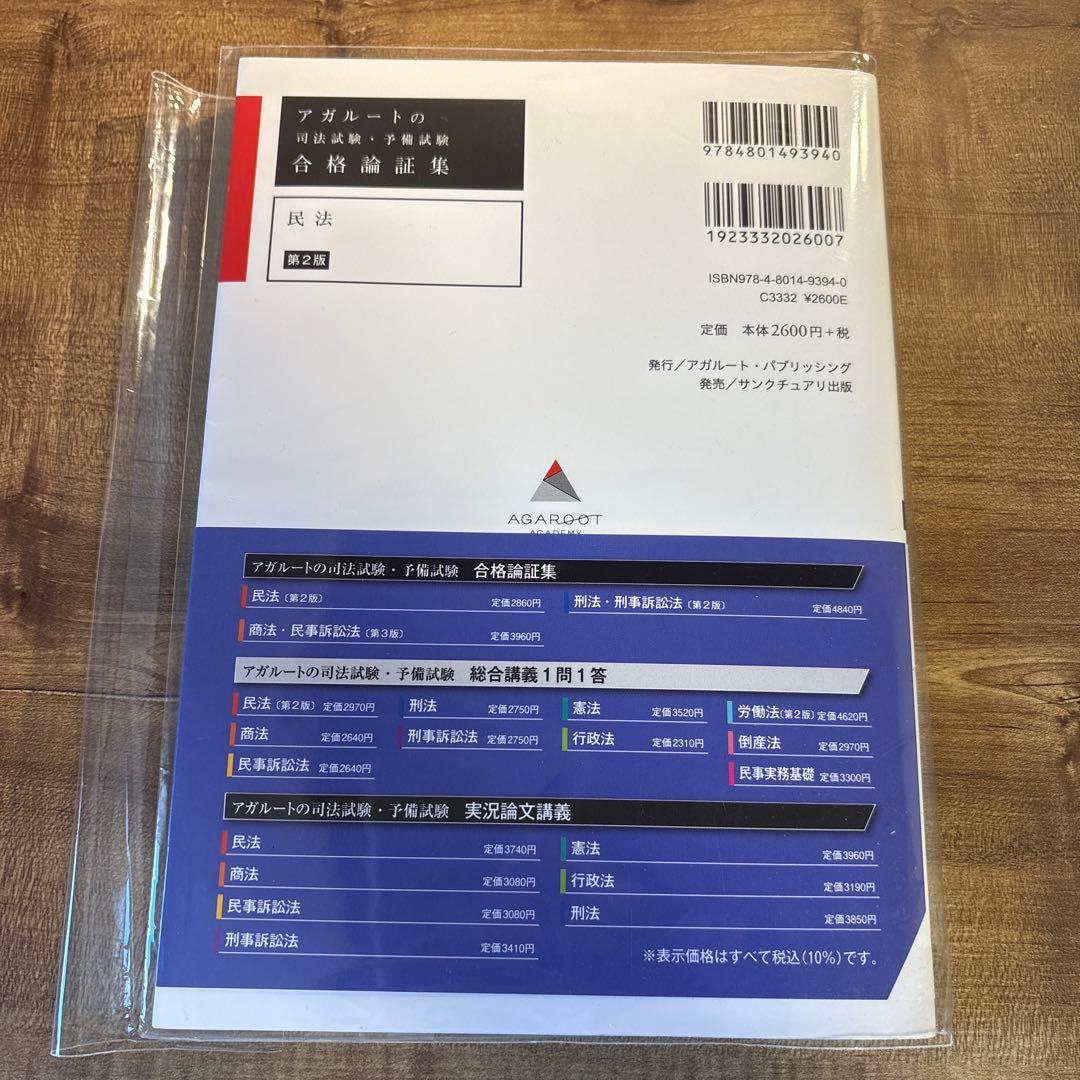 アガルートの
司法試験・予備試験
合格論証集
民法
第2版
9784801493940
1923332026007
ISBN978-4-8014-9394-0
C3332 ¥2600E
定価 本体2600円+税
発行/アガルート・パブリッシング
発売/サンクチュアリ出版
AGAROOT
ACADEMY
アガルートの司法試験・予備試験 合格論証集
民法〔第2版〕 定価2860円
刑法・刑事訴訟法〔第2版〕 定価4840円
商法・民事訴訟法〔第3版〕 定価3960円
アガルートの司法試験・予備試験 総合講義1問1答
民法〔第2版〕 定価2970円
刑法 定価2750円
憲法 定価3520円
労働法〔第2版〕 定価4620円
商法 定価2640円
刑事訴訟法 定価2750円
行政法 定価2310円
倒産法 定価2970円
民事訴訟法 定価2640円
民事実務基礎 定価3300円
アガルートの司法試験・予備試験 実況論文講義
民法 定価3740円
憲法 定価3960円
商法 定価3080円
行政法 定価3190円
民事訴訟法 定価3080円
刑法 定価3850円
刑事訴訟法 定価3410円
※表示価格はすべて税込(10%)です。